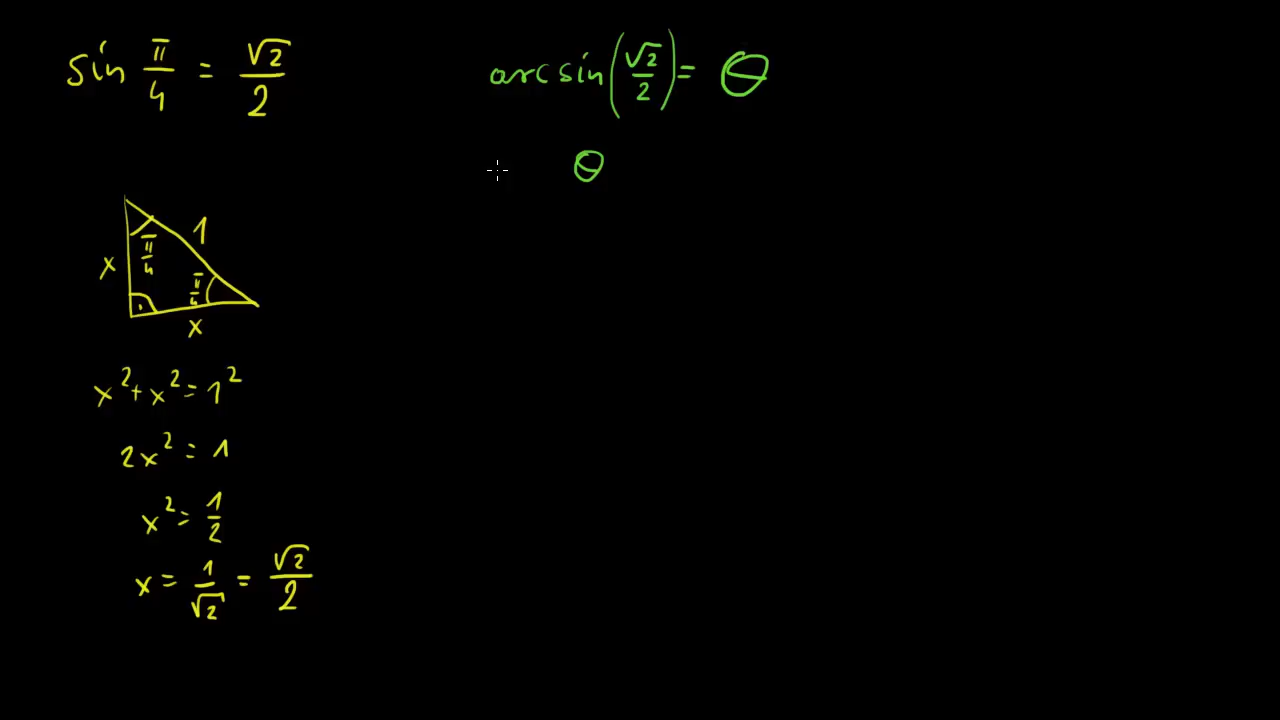 sin π/4 = √2/2
arcsin(√2/2) = θ
θ
1
π/4
x
π/4
x
x² + x² = 1²
2x² = 1
x² = 1/2
x = 1/√2 = √2/2